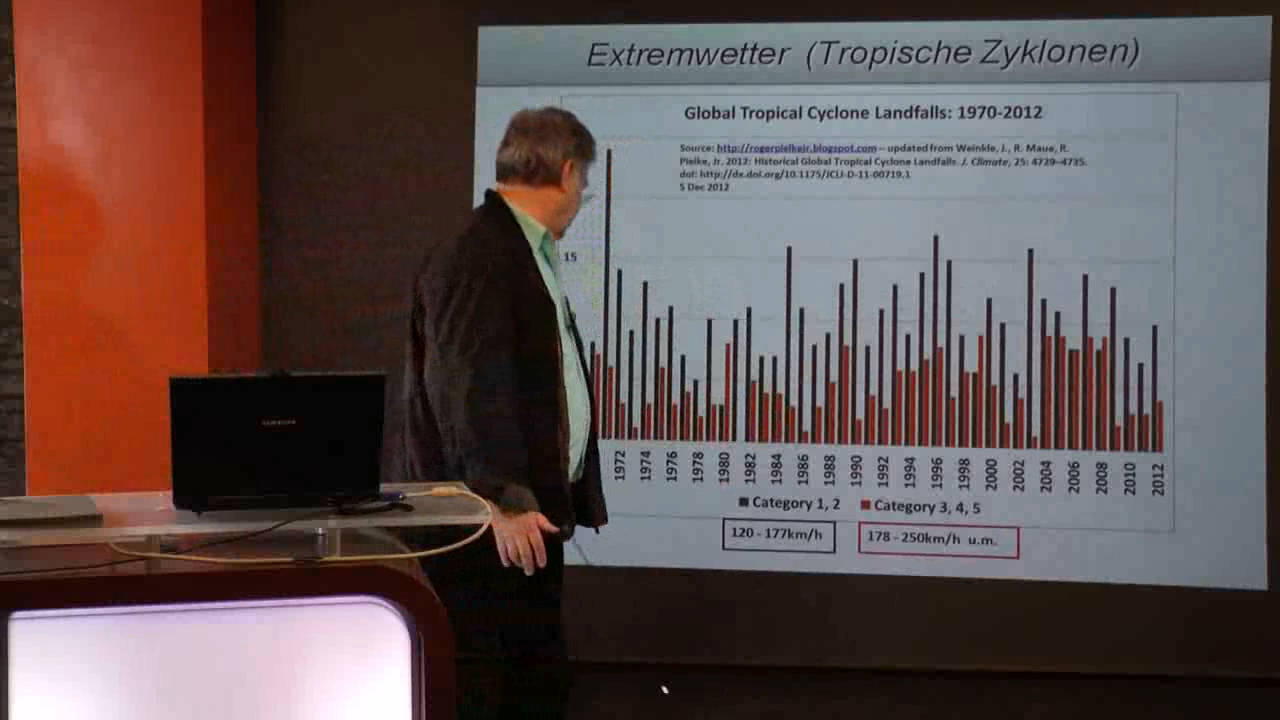 Extremwetter (Tropische Zyklonen)
Global Tropical Cyclone Landfalls: 1970-2012
Source: http://rogerpielkejr.blogspot.com -- updated from Weinkle, J., R. Maue, R.
Pielke, Jr. 2012: Historical Global Tropical Cyclone Landfalls. J. Climate, 25: 4729–4735.
doi: http://dx.doi.org/10.1175/JCLI-D-11-00719.1
5 Dec 2012
15
1972 1974 1976 1978 1980 1982 1984 1986 1988 1990 1992 1994 1996 1998 2000 2002 2004 2006 2008 2010 2012
Category 1, 2 Category 3, 4, 5
120 - 177km/h 178 - 250km/h u.m.
SAMSUNG